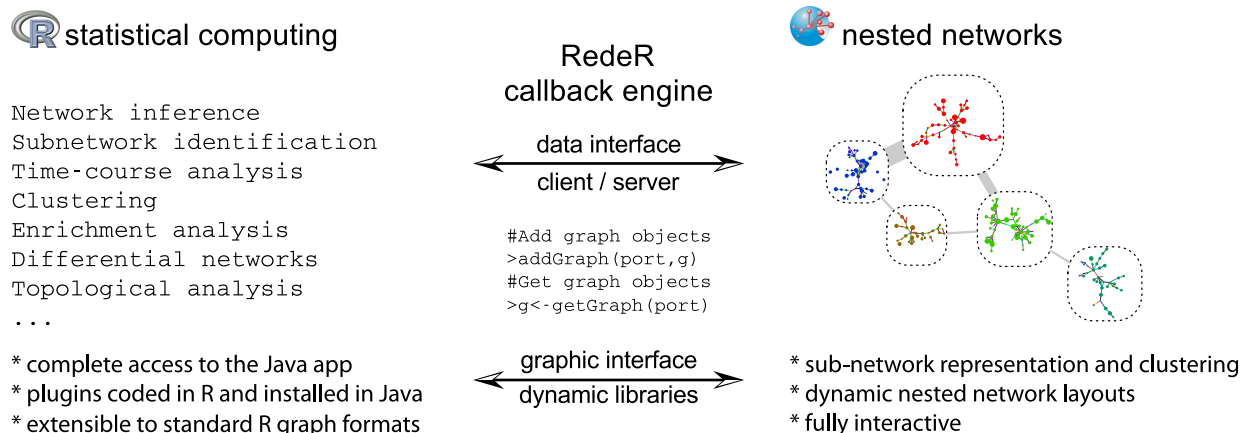 R statistical computing
Network inference
Subnetwork identification
Time-course analysis
Clustering
Enrichment analysis
Differential networks
Topological analysis
...
* complete access to the Java app
* plugins coded in R and installed in Java
* extensible to standard R graph formats
RedeR
callback engine
data interface
client / server
#Add graph objects
>addGraph(port,g)
#Get graph objects
>g<-getGraph(port)
graphic interface
dynamic libraries
nested networks
* sub-network representation and clustering
* dynamic nested network layouts
* fully interactive